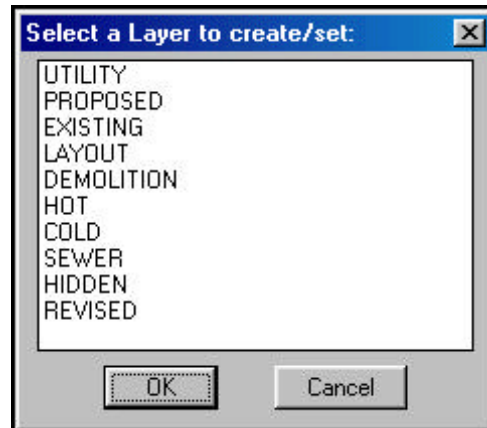 Select a Layer to create/set:
UTILITY
PROPOSED
EXISTING
LAYOUT
DEMOLITION
HOT
COLD
SEWER
HIDDEN
REVISED
OK
Cancel